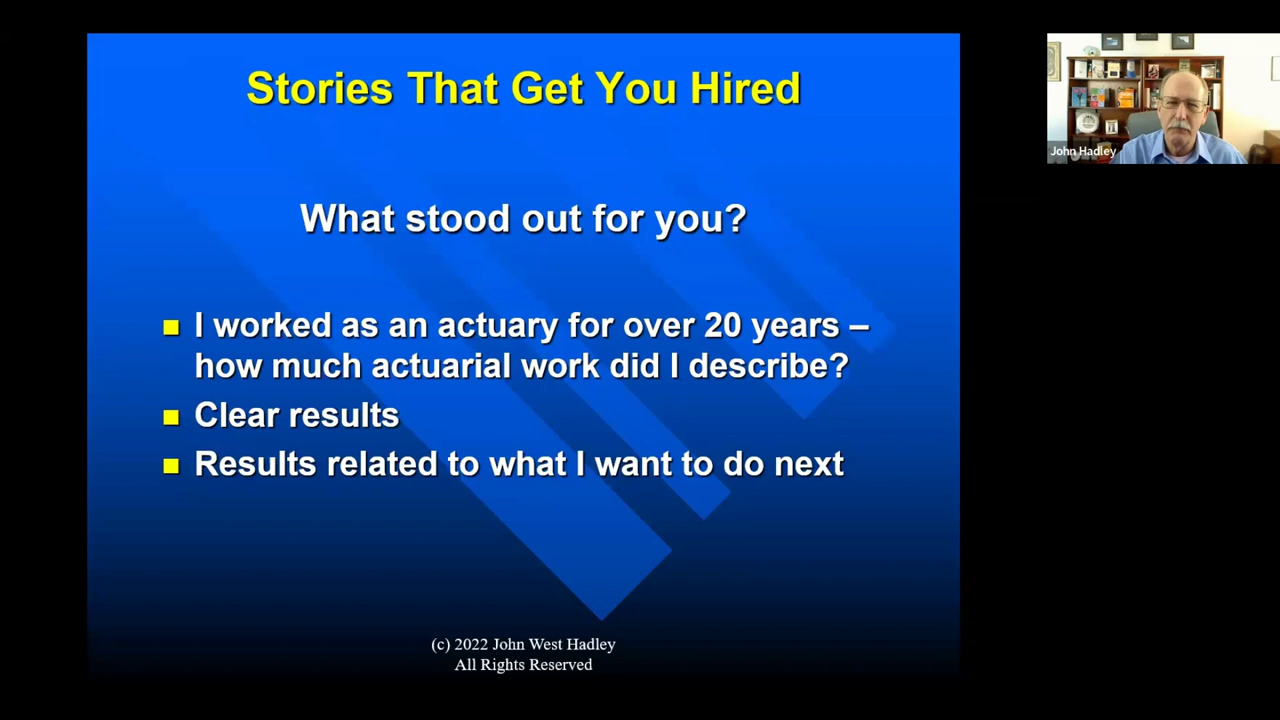 Stories That Get You Hired
What stood out for you?
I worked as an actuary for over 20 years –
how much actuarial work did I describe?
Clear results
Results related to what I want to do next
(c) 2022 John West Hadley
All Rights Reserved
John Hadley